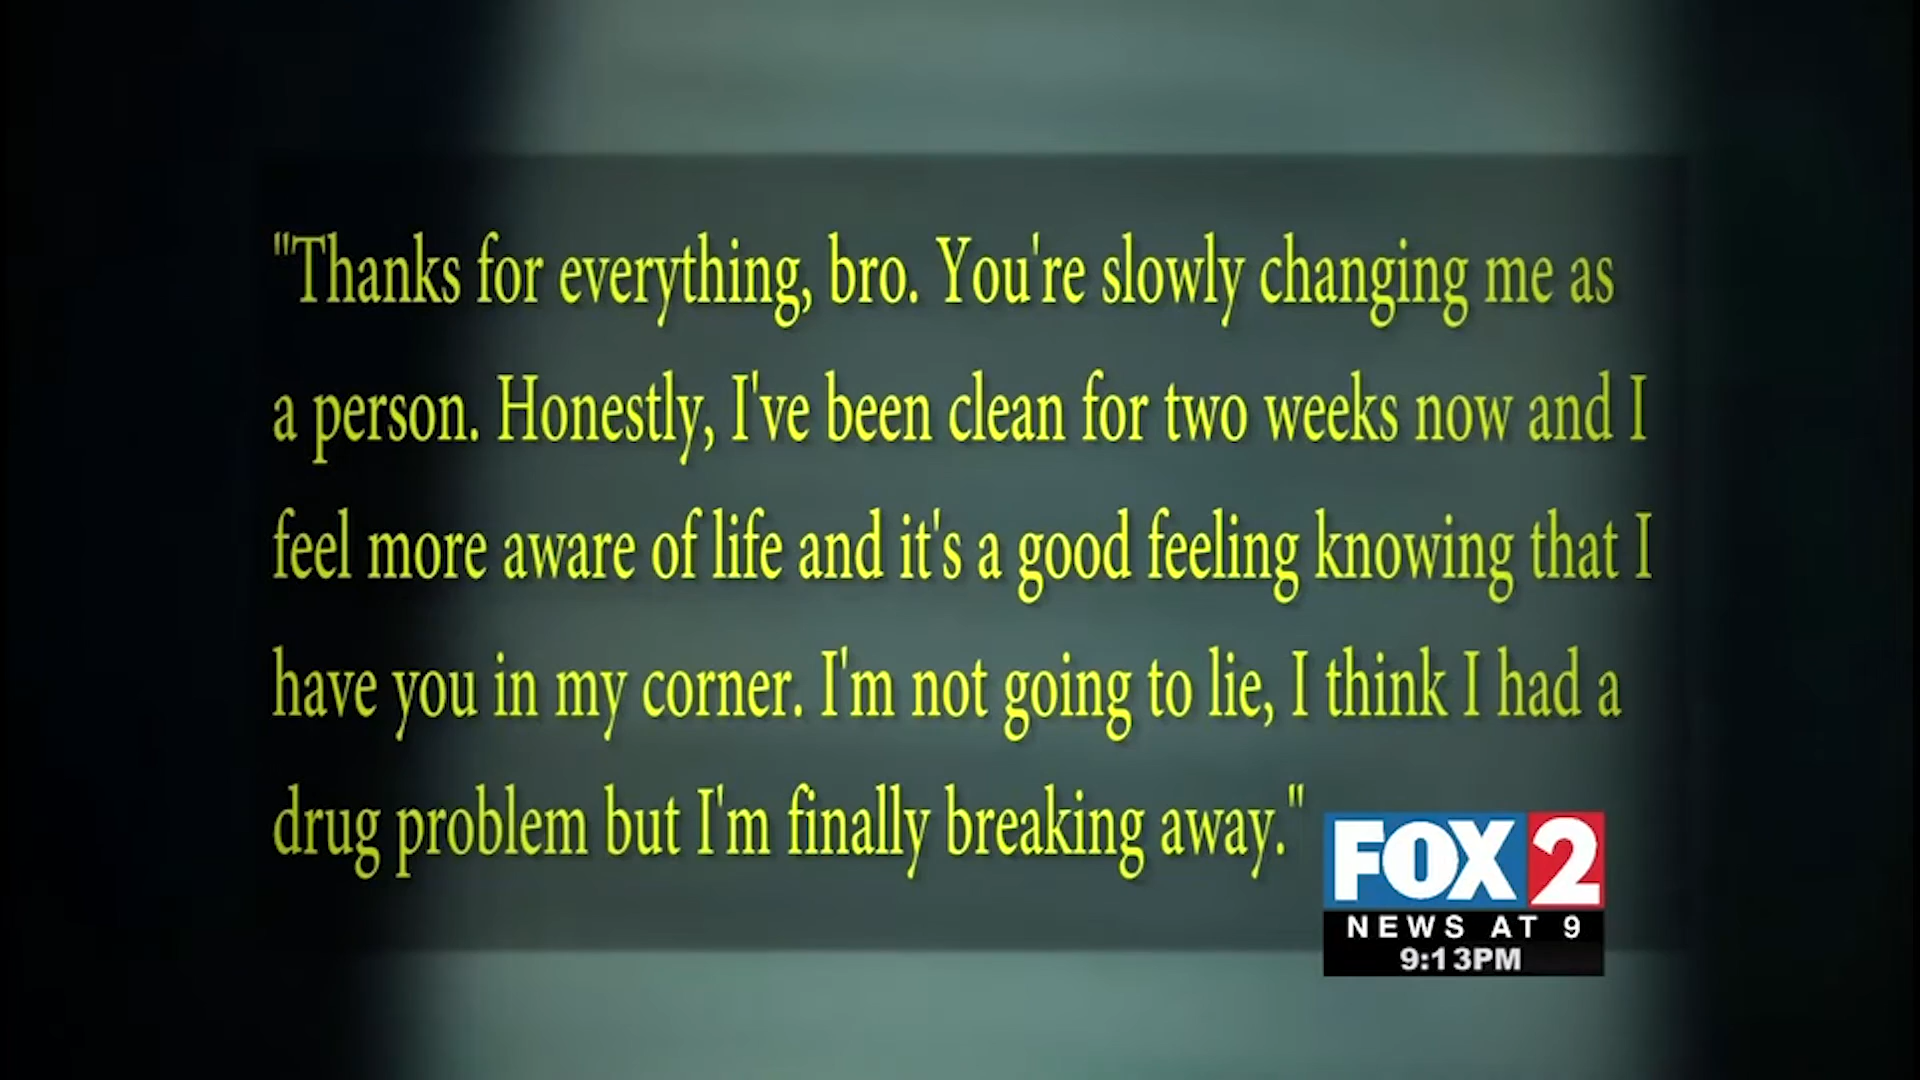 "Thanks for everything, bro. You're slowly changing me as
a person. Honestly, I've been clean for two weeks now and I
feel more aware of life and it's a good feeling knowing that I
have you in my corner. I'm not going to lie, I think I had a
drug problem but I'm finally breaking away."
FOX 2
NEWS AT 9
9:13PM